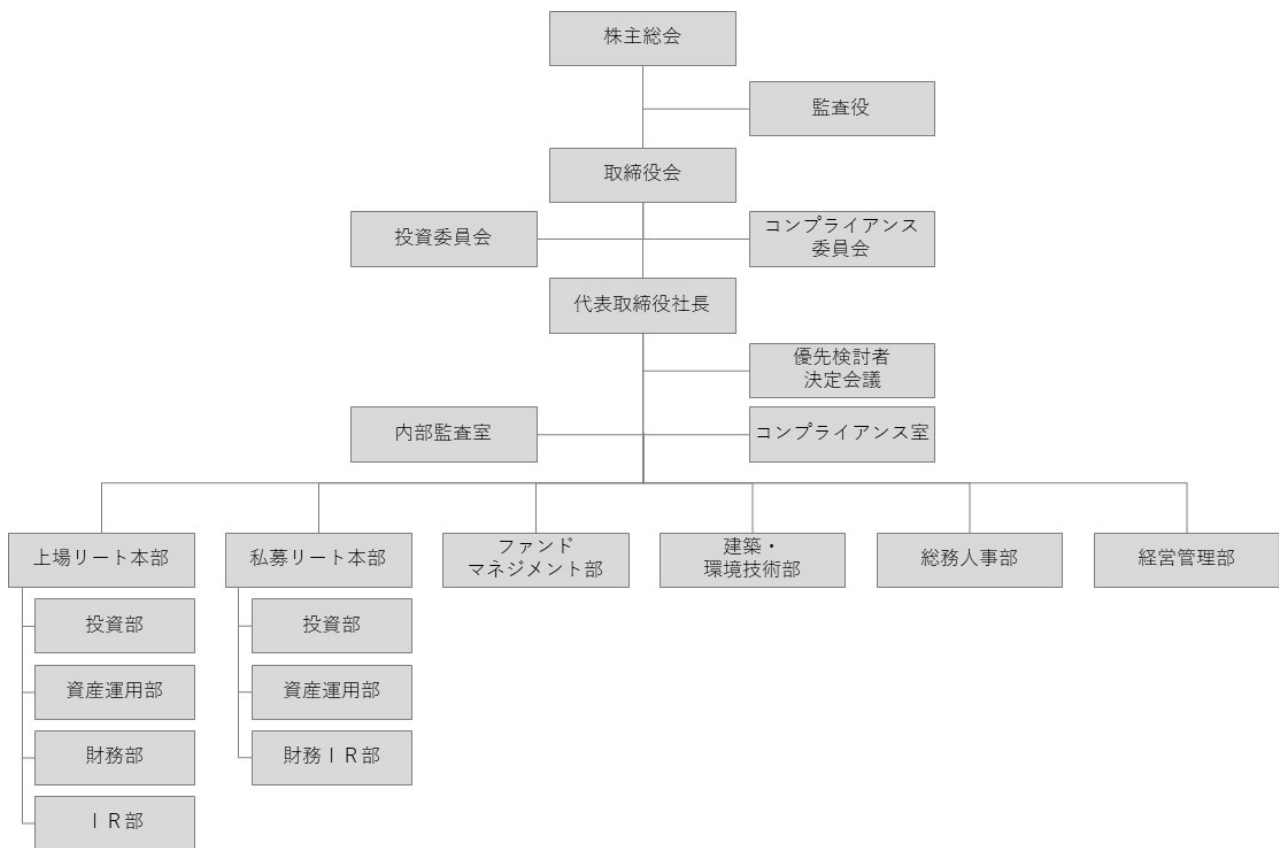 株主総会
監査役
取締役会
投資委員会
コンプライアンス
委員会
代表取締役社長
優先検討者
決定会議
内部監査室
コンプライアンス室
上場リート本部
私募リート本部
ファンド
マネジメント部
建築・
環境技術部
総務人事部
経営管理部
投資部
資産運用部
財務部
ＩＲ部
投資部
資産運用部
財務ＩＲ部